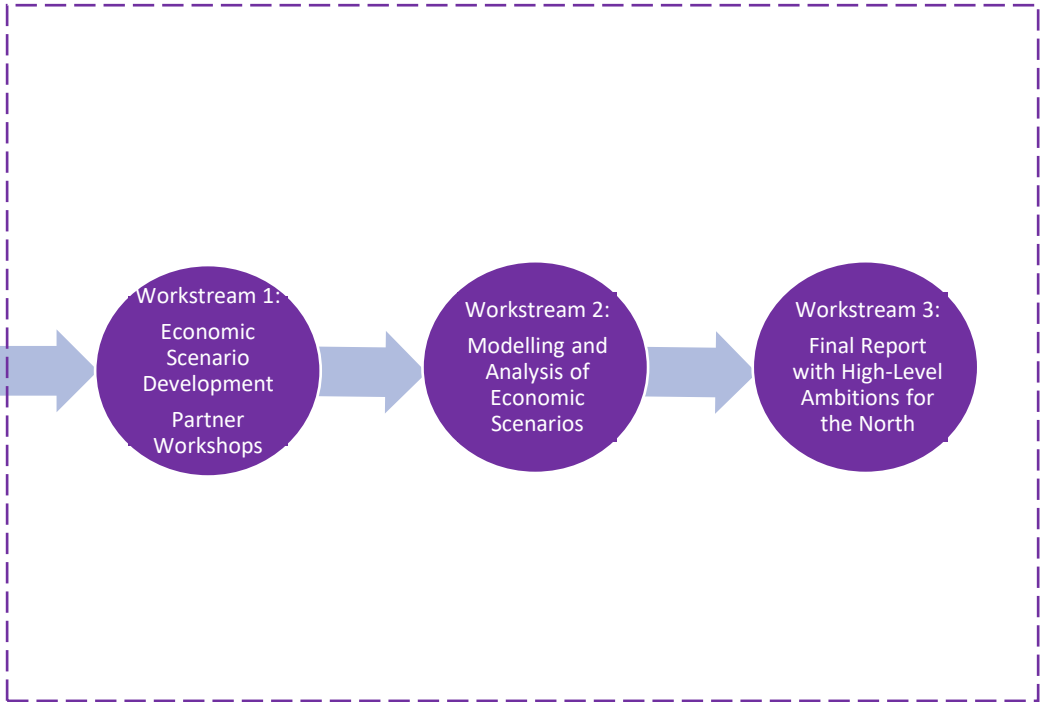 Workstream 1:
Economic
Scenario
Development
Partner
Workshops
Workstream 2:
Modelling and
Analysis of
Economic
Scenarios
Workstream 3:
Final Report
with High-Level
Ambitions for
the North